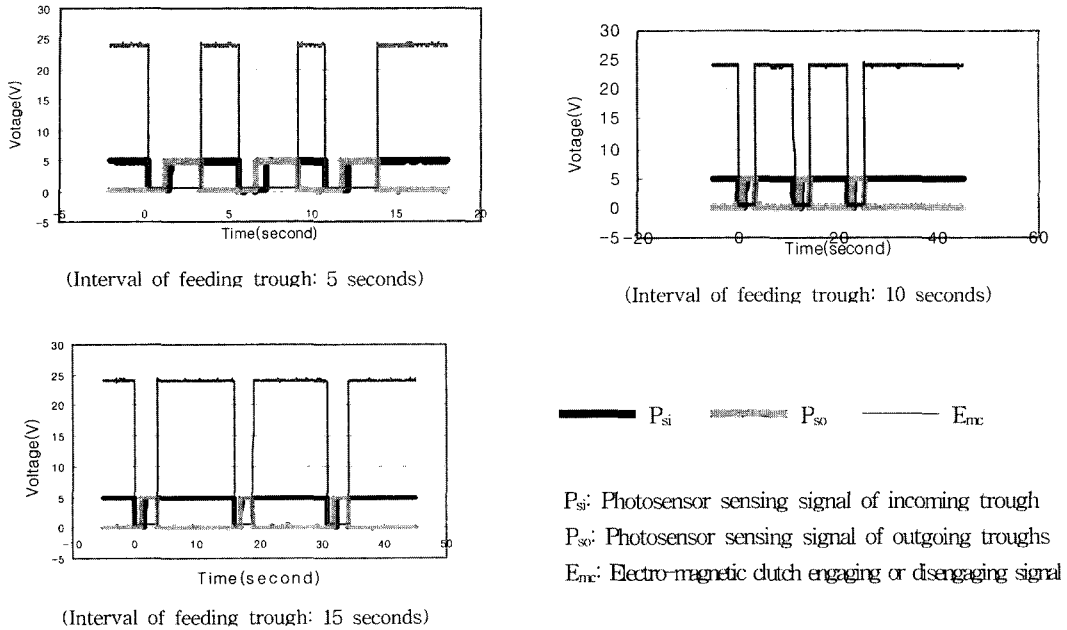 30
25
20
15
10
5
0
-5
Votage(V)
-5 0 5 10 15 20
Time(second)
(Interval of feeding trough: 5 seconds)
30
25
20
15
10
5
0
-5
Votage(V)
-20 0 20 40 60
Time(second)
(Interval of feeding trough: 10 seconds)
30
25
20
15
10
5
0
-5
Voltage(V)
-10 0 10 20 30 40 50
Time(second)
(Interval of feeding trough: 15 seconds)
Psi Pso Emc
Psi: Photosensor sensing signal of incoming trough
Pso: Photosensor sensing signal of outgoing troughs
Emc: Electro-magnetic clutch engaging or disengaging signal